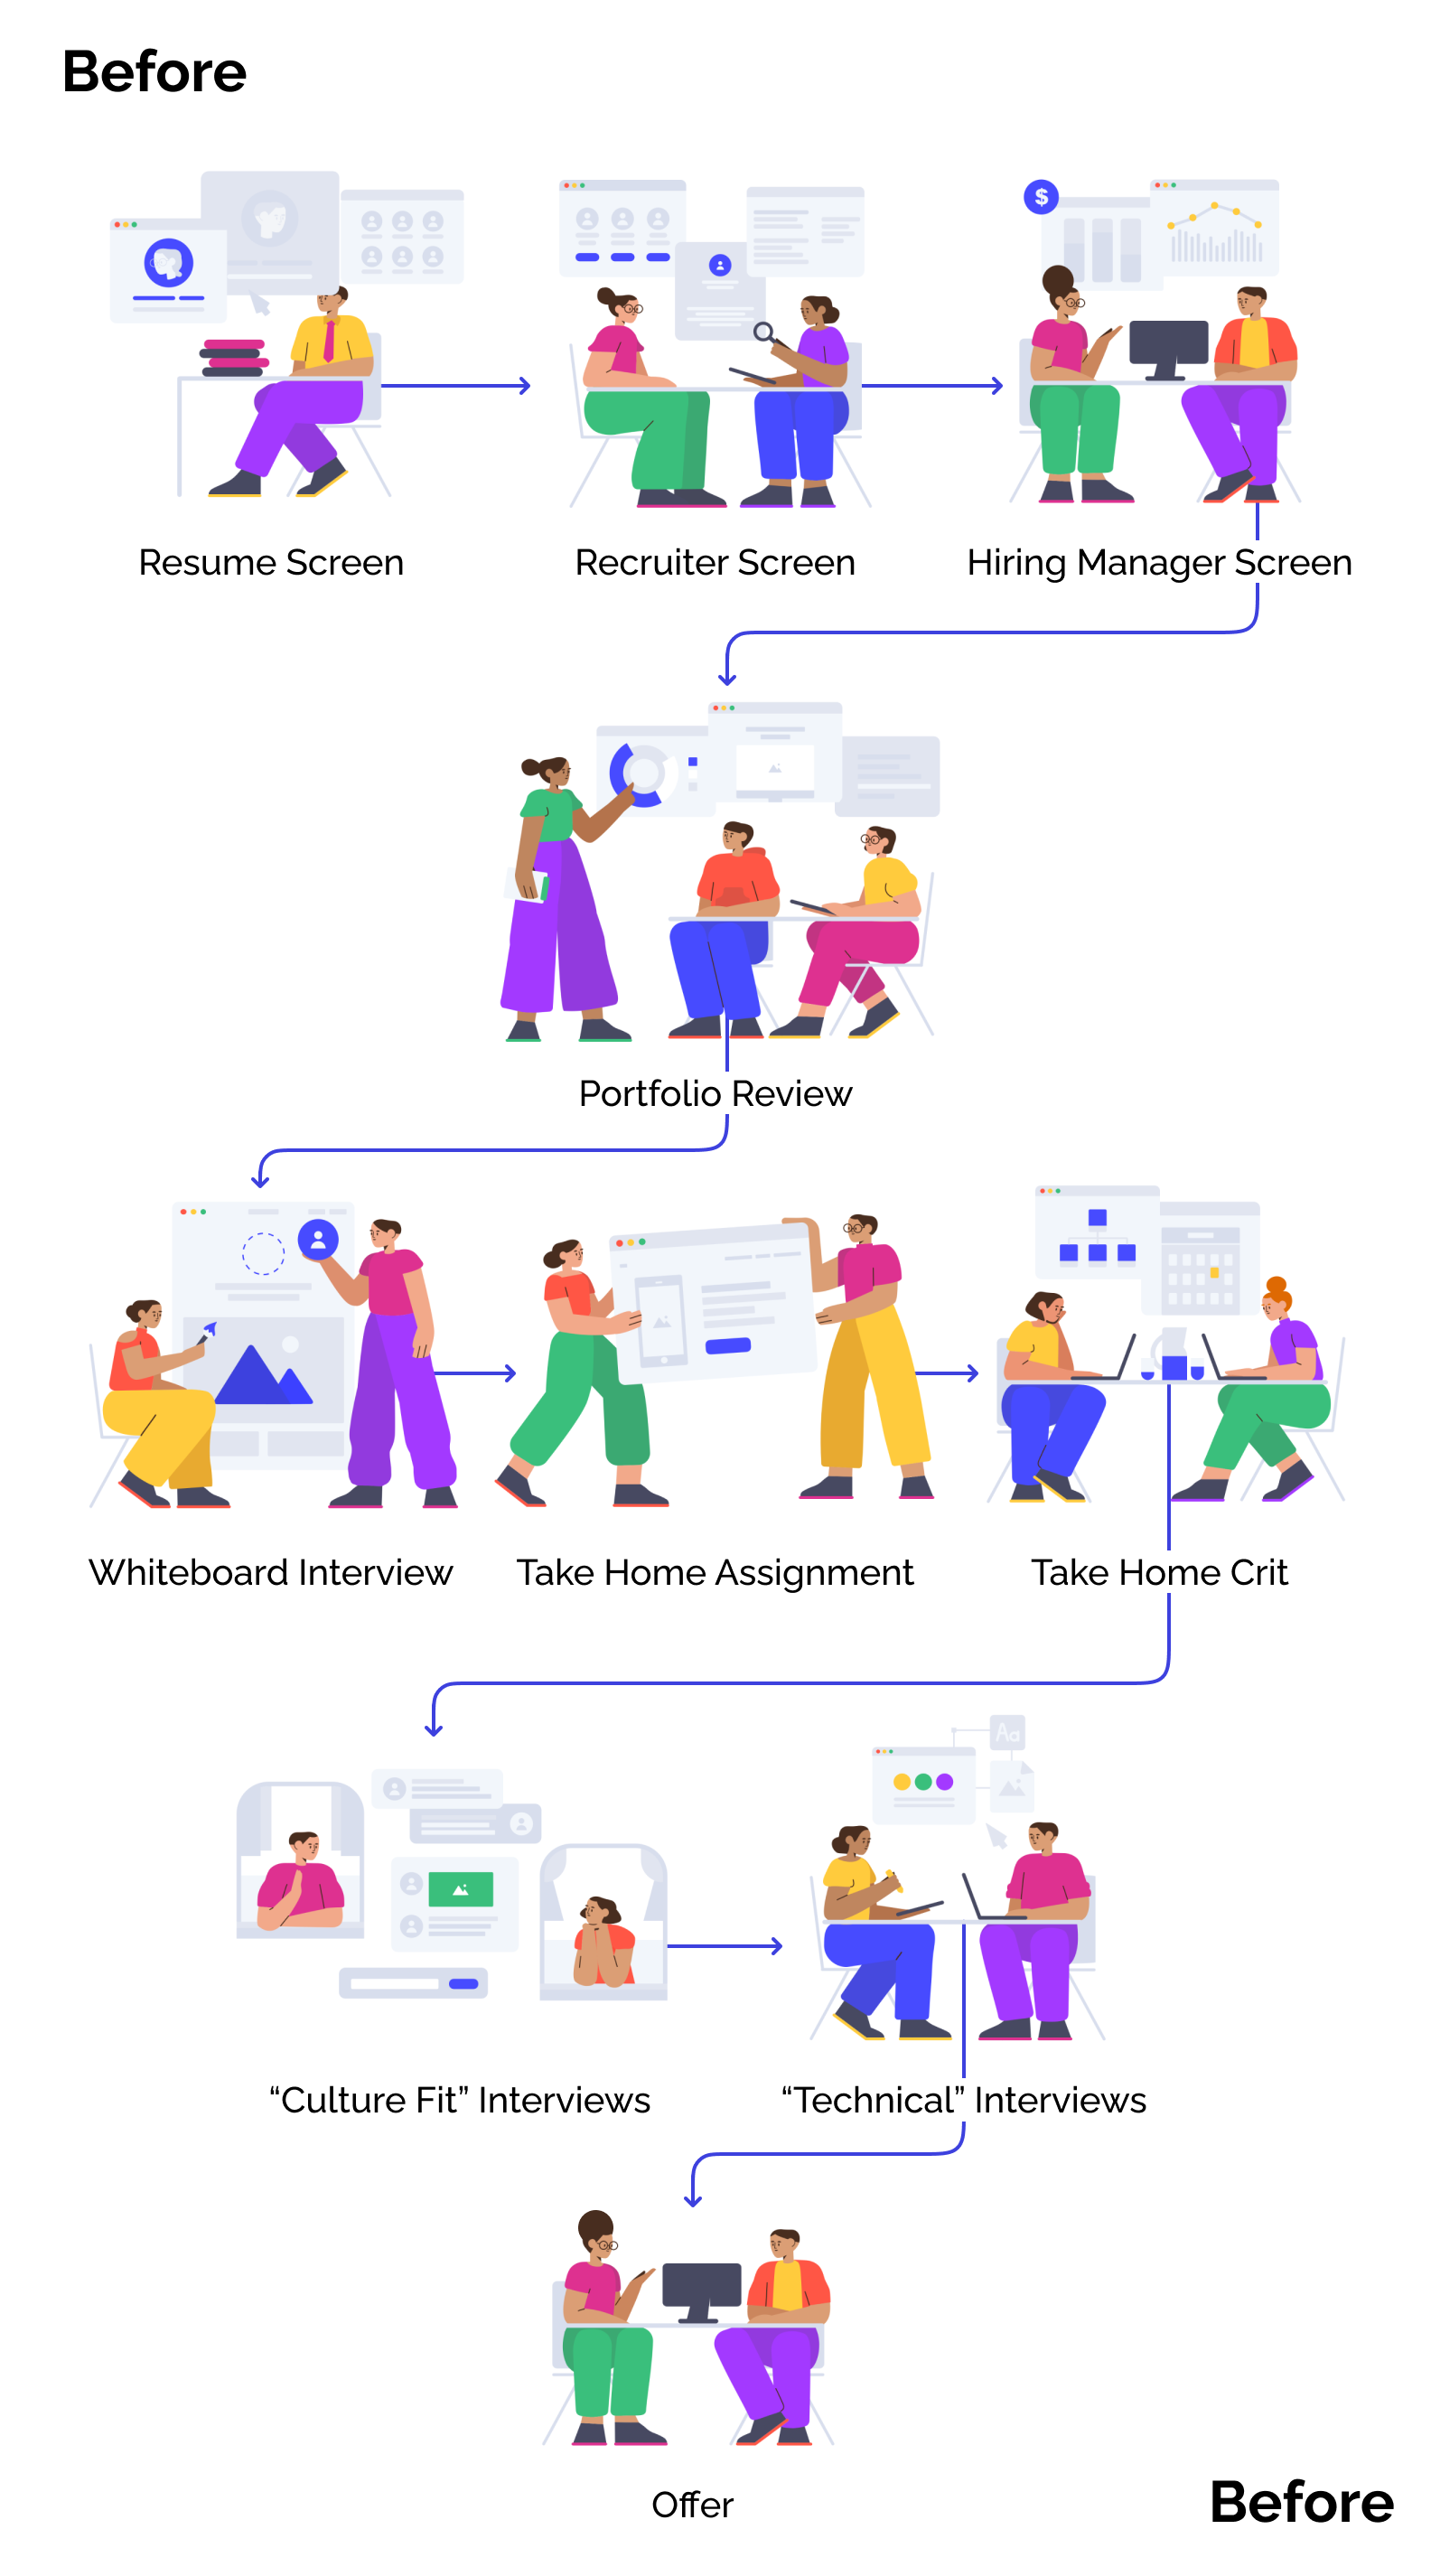 Before
$
Resume Screen
Recruiter Screen
Hiring Manager Screen
Portfolio Review
Whiteboard Interview
Take Home Assignment
Take Home Crit
Aa
“Culture Fit” Interviews
“Technical” Interviews
Offer
Before